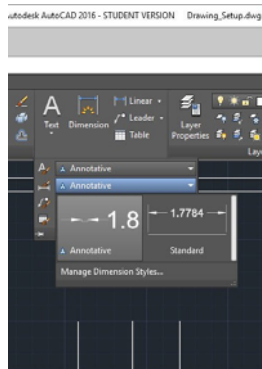 Autodesk AutoCAD 2016 - STUDENT VERSION Drawing_Setup.dwg
A Linear
Leader
Text Dimension Table
Layer
Properties
Annotative
Annotative
1.8 1.7784
Annotative Standard
Manage Dimension Styles...